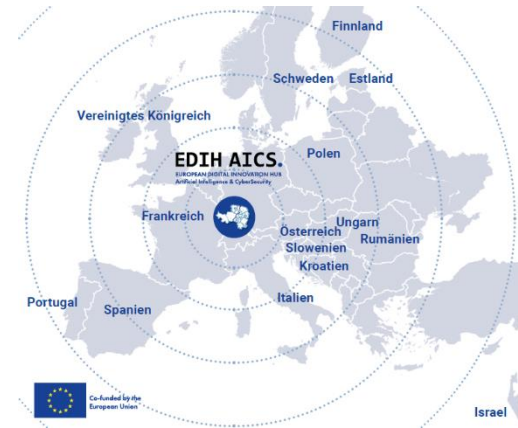 Finnland
Schweden
Estland
Vereinigtes Königreich
EDIH AICS.
EUROPEAN DIGITAL INNOVATION HUB
Artificial Intelligence & CyberSecurity
Polen
Frankreich
Ungarn
Österreich
Rumänien
Slowenien
Kroatien
Italien
Portugal
Spanien
Co-funded by the
European Union
Israel